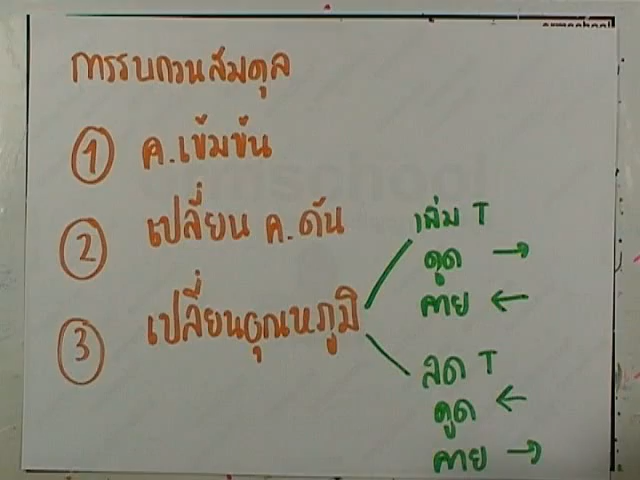 การรบกวนสมดุล
1 ค.เข้มข้น
2 เปลี่ยน ค.ดัน
3 เปลี่ยนอุณหภูมิ
เพิ่ม T
ดูด →
คาย ←
ลด T
ดูด ←
คาย →